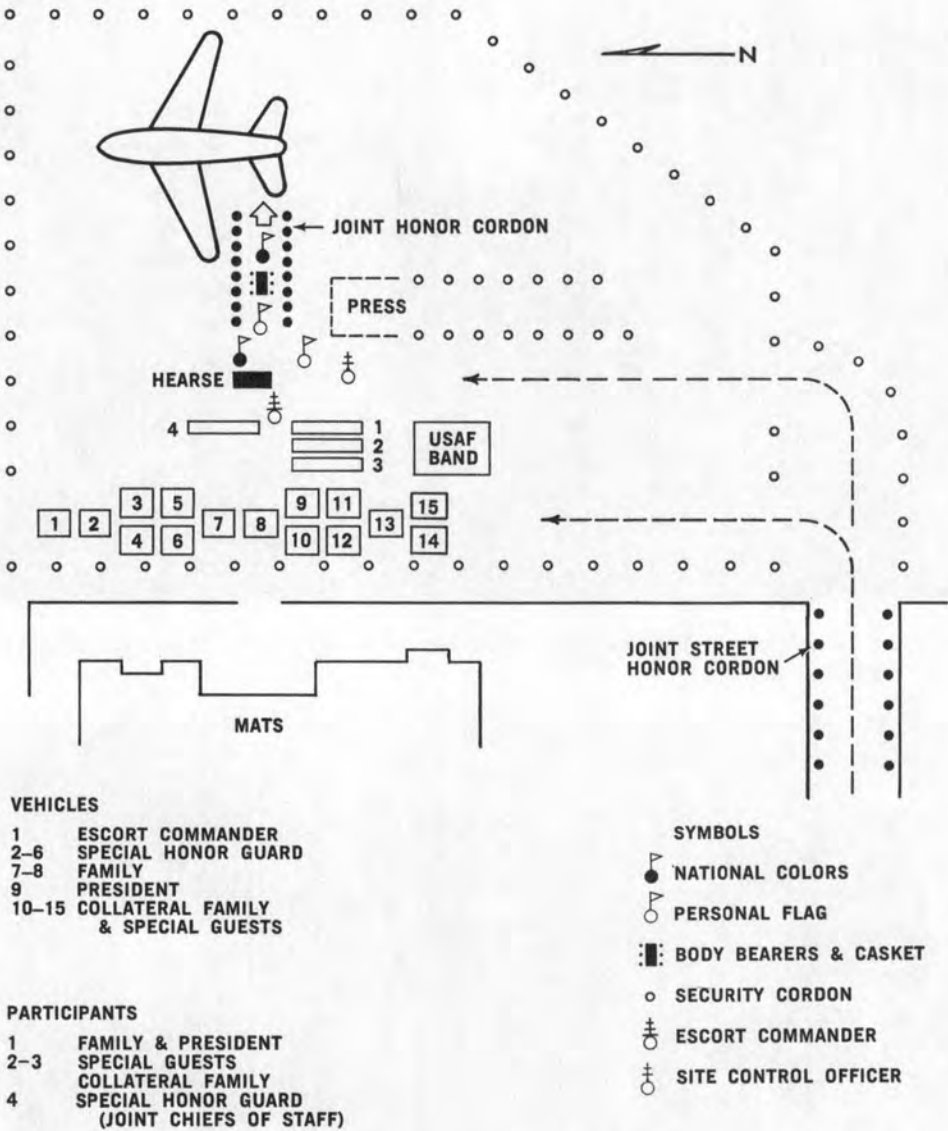 N
JOINT HONOR CORDON
PRESS
HEARSE
4
1
2
3
USAF
BAND
1
2
3
5
4
6
7
8
9
11
10
12
13
15
14
JOINT STREET
HONOR CORDON
MATS
VEHICLES
1 ESCORT COMMANDER
2–6 SPECIAL HONOR GUARD
7–8 FAMILY
9 PRESIDENT
10–15 COLLATERAL FAMILY
& SPECIAL GUESTS
PARTICIPANTS
1 FAMILY & PRESIDENT
2–3 SPECIAL GUESTS
COLLATERAL FAMILY
4 SPECIAL HONOR GUARD
(JOINT CHIEFS OF STAFF)
SYMBOLS
NATIONAL COLORS
PERSONAL FLAG
BODY BEARERS & CASKET
SECURITY CORDON
ESCORT COMMANDER
SITE CONTROL OFFICER